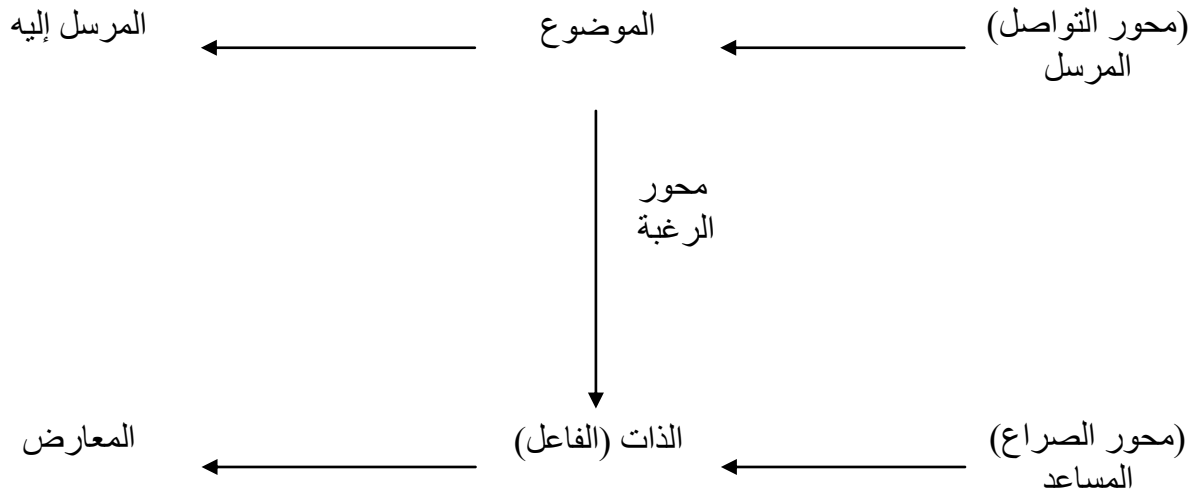 (محور التواصل)
المرسل
الموضوع
المرسل إليه
محور
الرغبة
(محور الصراع)
المساعد
الذات (الفاعل)
المعارض